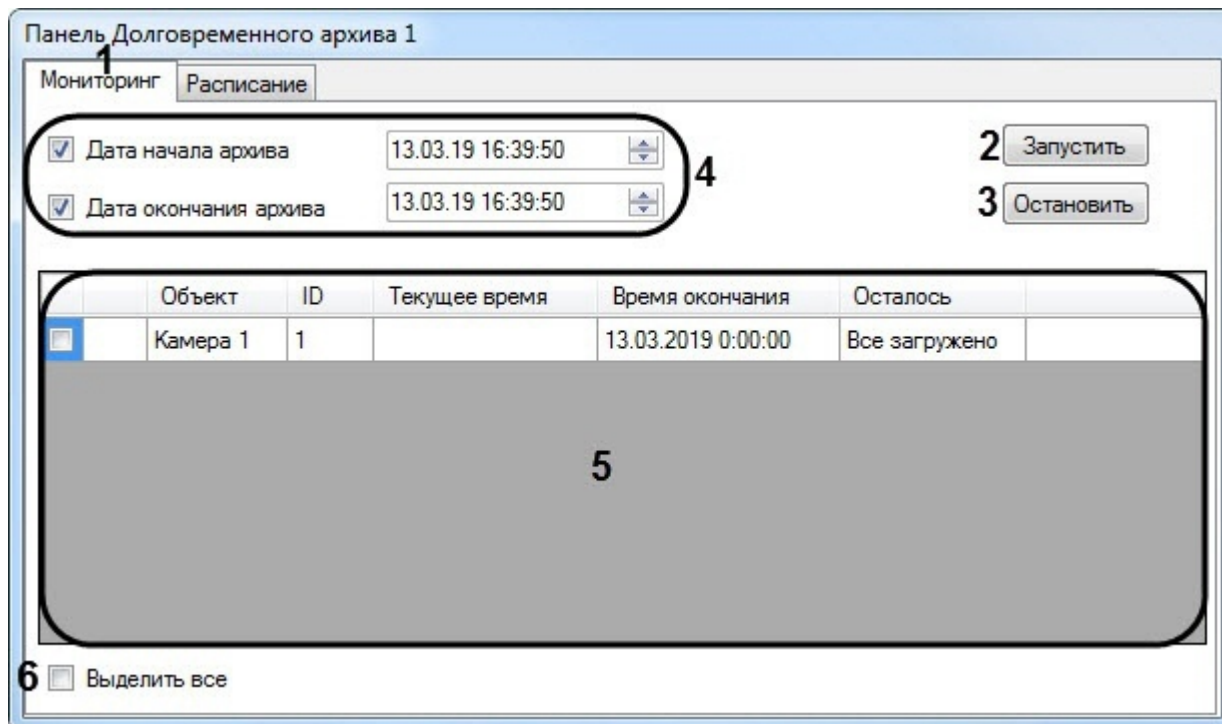 Панель Долговременного архива 1
1
Мониторинг Расписание
Дата начала архива 13.03.19 16:39:50 2 Запустить
4
Дата окончания архива 13.03.19 16:39:50 3 Остановить
Объект ID Текущее время Время окончания Осталось
Камера 1 1 13.03.2019 0:00:00 Все загружено
5
6 Выделить все